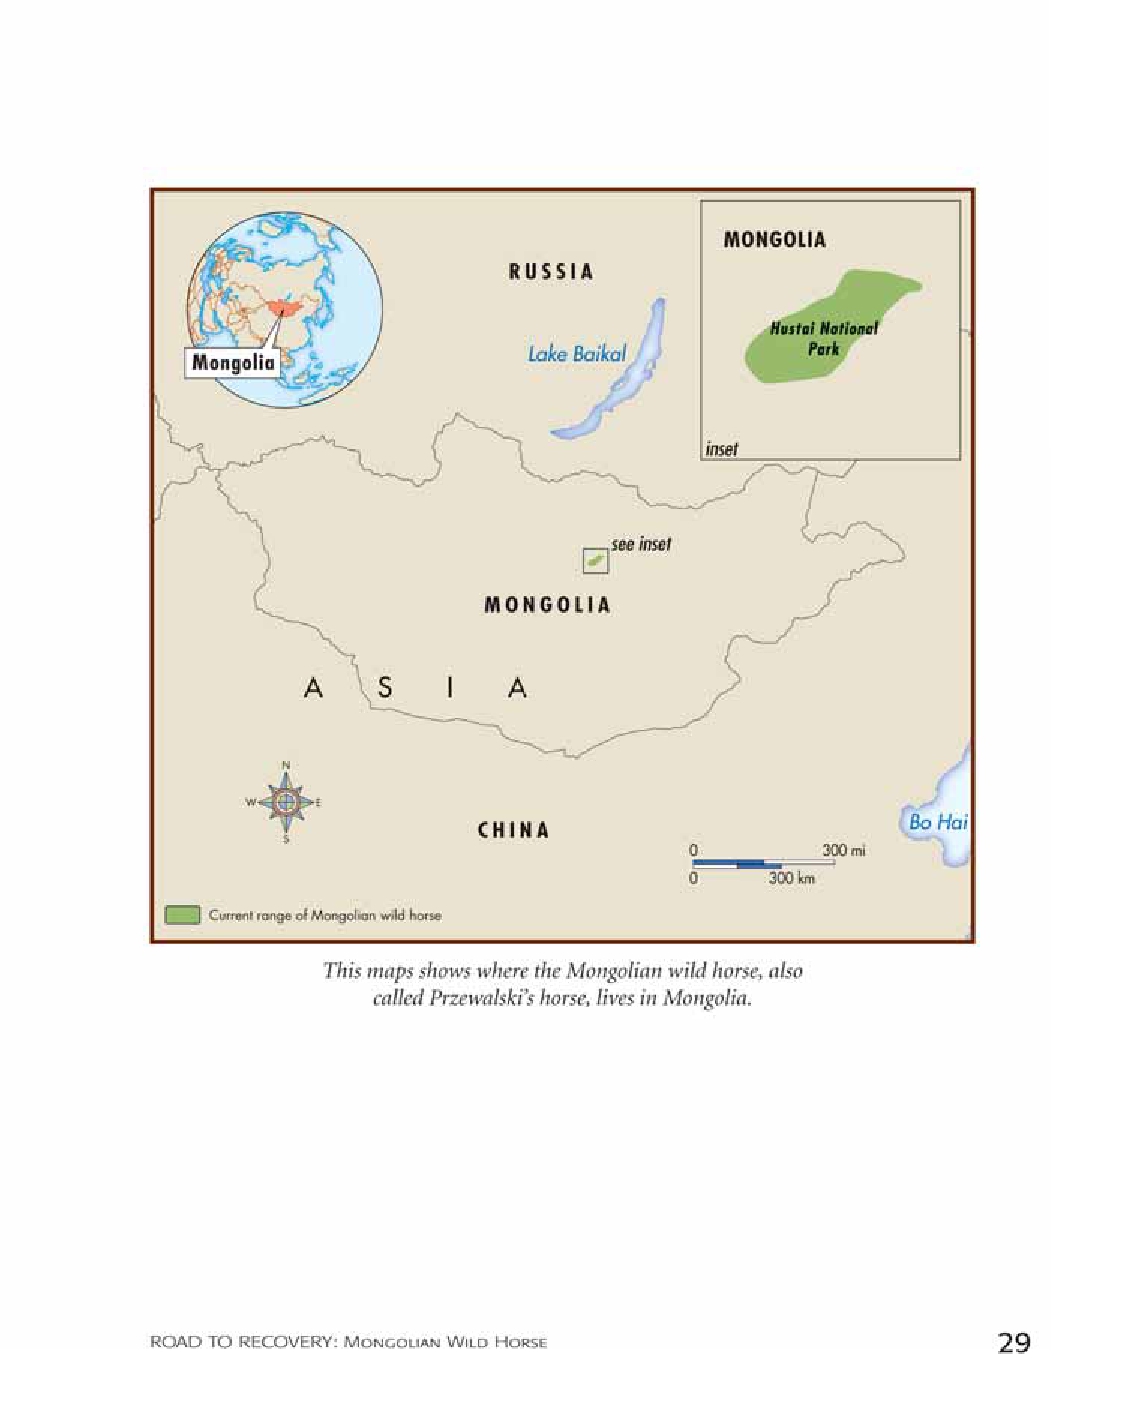 MONGOLIA
RUSSIA
Hustai National
Park
Lake Baikal
Mongolia
inset
see inset
MONGOLIA
A S I A
N
W E
S
CHINA
Bo Hai
0 300 mi
0 300 km
Current range of Mongolian wild horse
This maps shows where the Mongolian wild horse, also
called Przewalski's horse, lives in Mongolia.
ROAD TO RECOVERY: MONGOLIAN WILD HORSE 29